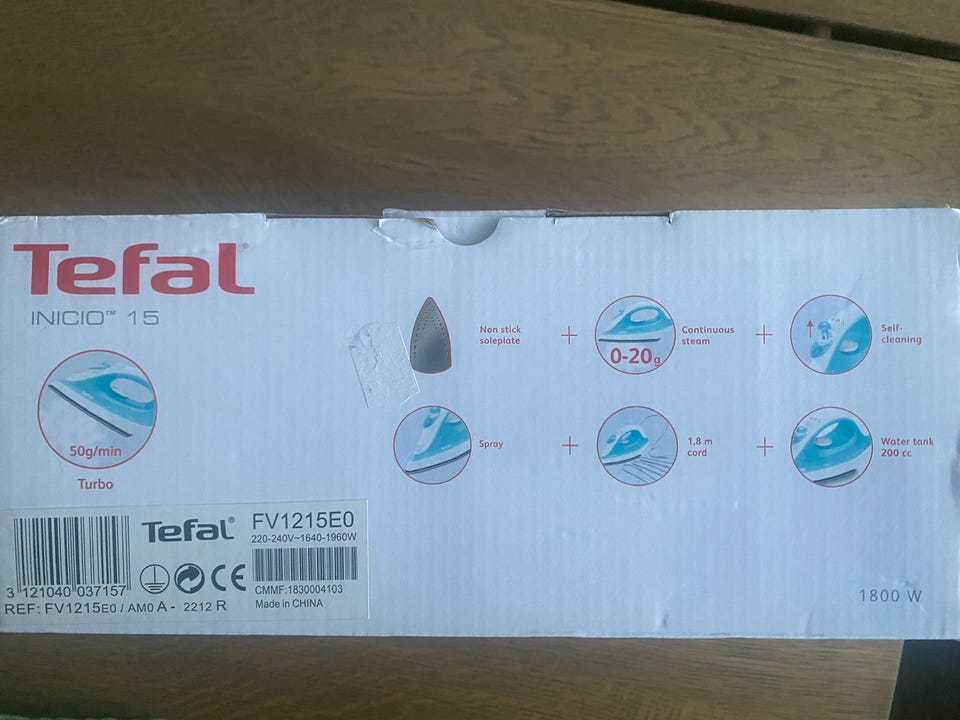 Tefal
INICIO™ 15
50g/min
Turbo
Non stick
soleplate
+
0-20g
Continuous
steam
+
Self-
cleaning
Spray
+
1,8 m
cord
+
Water tank
200 cc
Tefal®
FV1215E0
220-240V~1640-1960W
CE
CMMF:1830004103
Made in CHINA
3 121040 037157
REF: FV1215E0 / AM0 A - 2212 R
1800 W